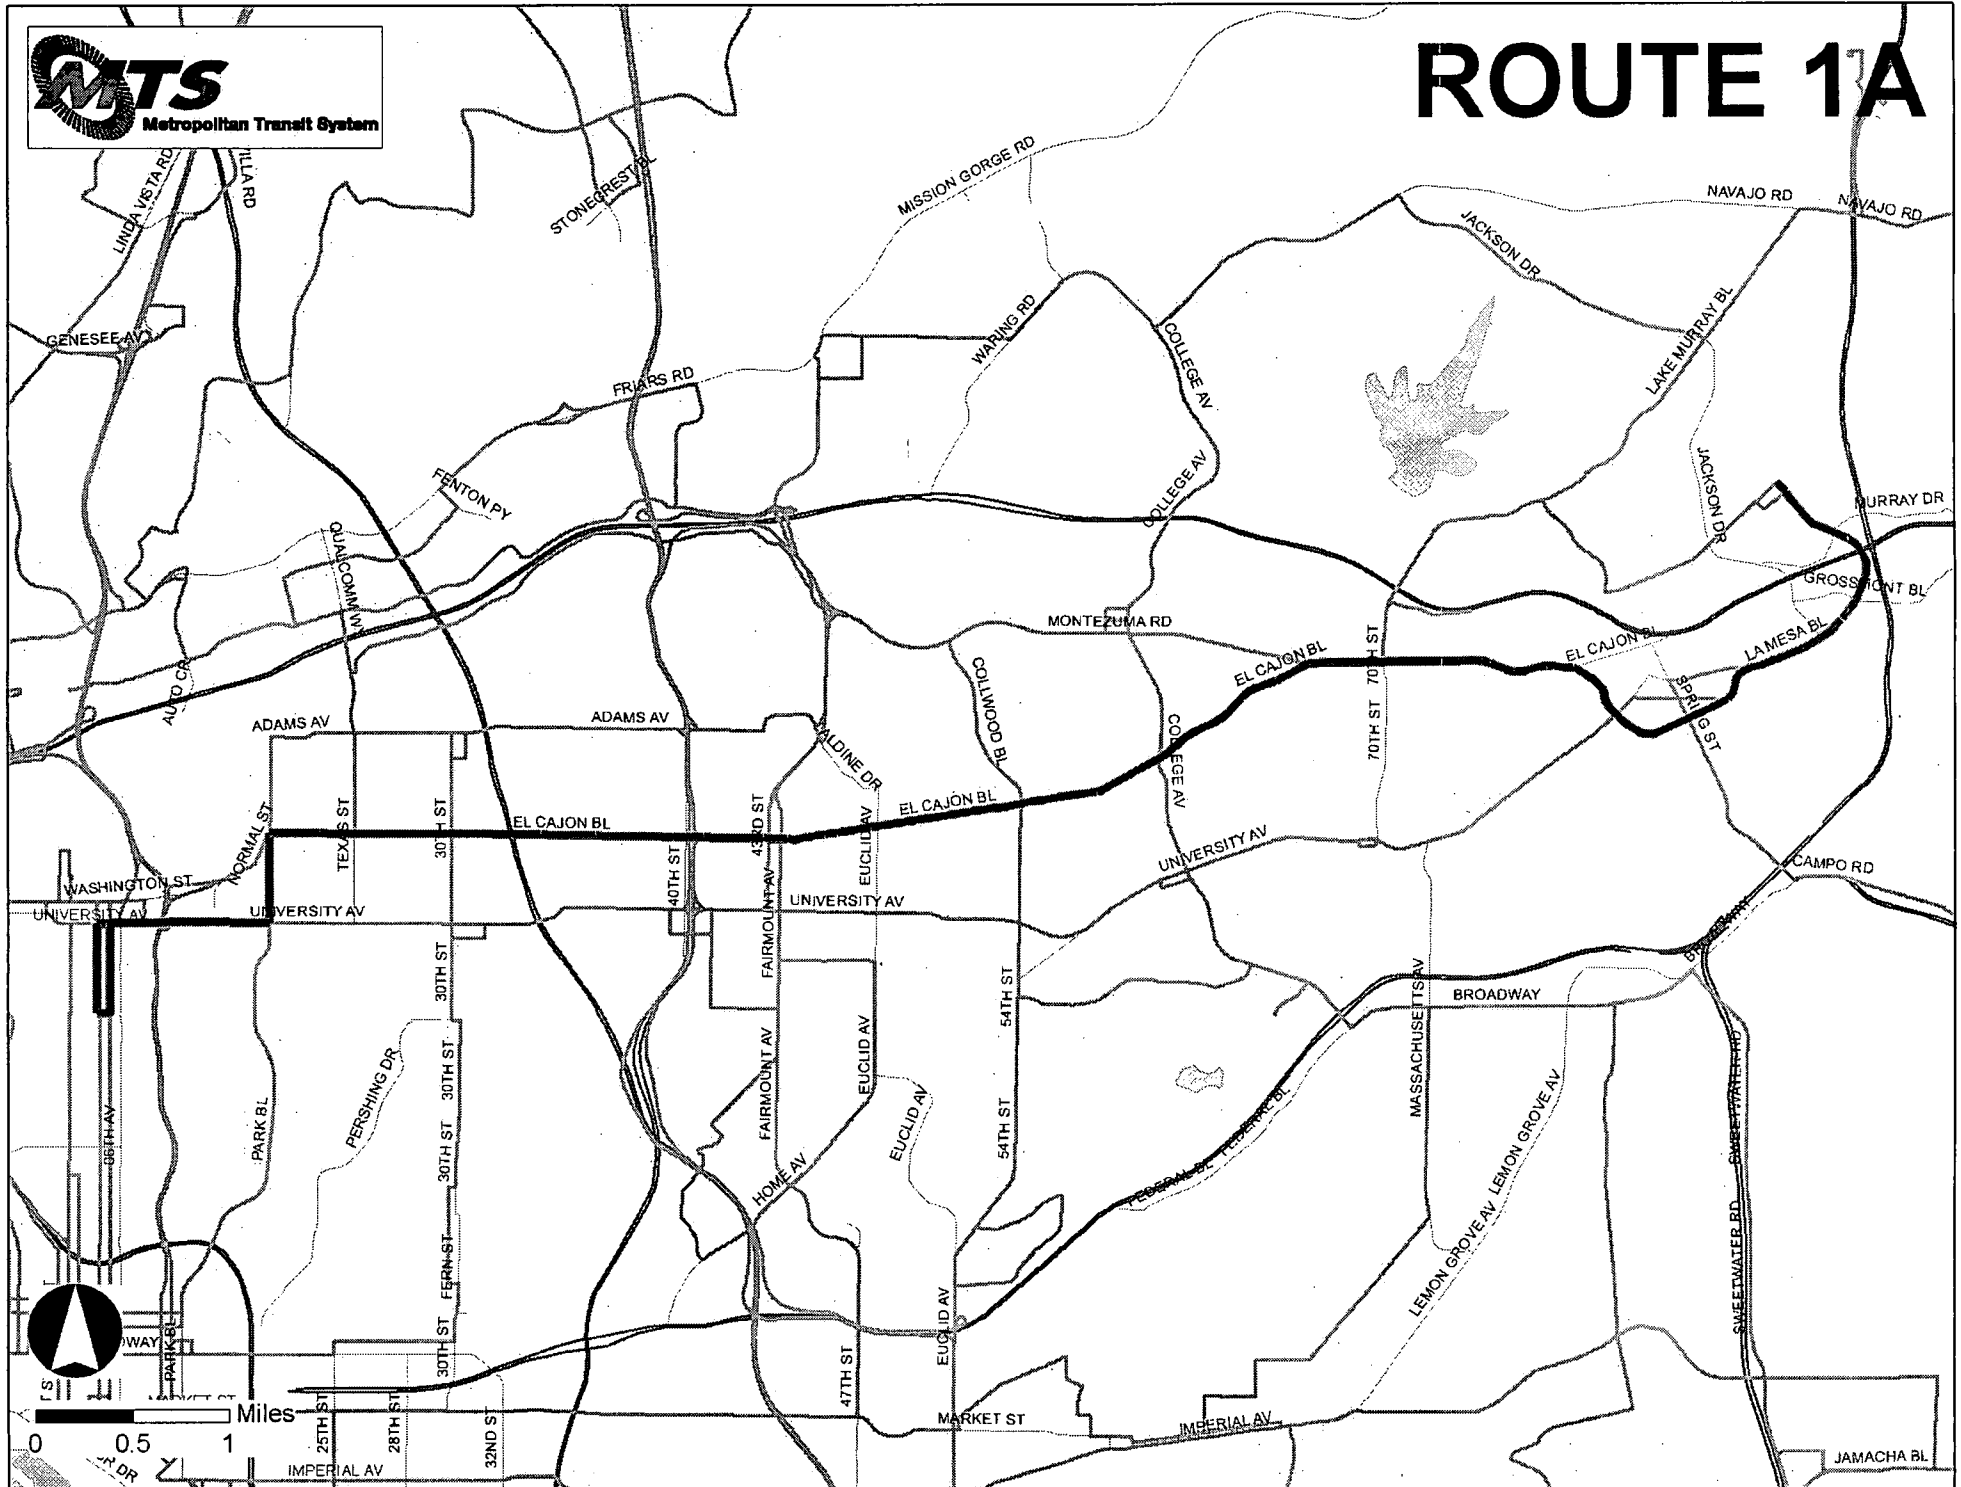 MTS
Metropolitan Transit System
ROUTE 1A
LINDA VISTA RD
VILLA RD
STONECREST BL
MISSION GORGE RD
NAVAJO RD
NAVAJO RD
JACKSON DR
GENESEE AV
WARING RD
COLLEGE AV
LAKE MURRAY BL
FRIARS RD
FENTON PY
COLLEGE AV
JACKSON DR
MURRAY DR
QUALCOMM WY
GROSSMONT BL
MONTEZUMA RD
EL CAJON BL
70TH ST
EL CAJON BL
LA MESA BL
AUTO CR
COLLWOOD BL
SPRING ST
ADAMS AV
ADAMS AV
ALDINE DR
COLLEGE AV
70TH ST
NORMAL ST
TEXAS ST
30TH ST
EL CAJON BL
43RD ST
EUCLID AV
EL CAJON BL
40TH ST
UNIVERSITY AV
CAMPO RD
WASHINGTON ST
UNIVERSITY AV
UNIVERSITY AV
UNIVERSITY AV
FAIRMOUNT AV
30TH ST
54TH ST
MASSACHUSETTS AV
BROADWAY
06TH AV
PARK BL
PERSHING DR
30TH ST
FAIRMOUNT AV
EUCLID AV
EUCLID AV
54TH ST
FEDERAL BL
FEDERAL BL
LEMON GROVE AV
SWEETWATER RD
30TH ST
HOME AV
LEMON GROVE AV
SWEETWATER RD
FERN ST
PARK BL
30TH ST
EUCLID AV
47TH ST
MARKET ST
Miles
0 0.5 1
25TH ST
28TH ST
32ND ST
MARKET ST
IMPERIAL AV
IMPERIAL AV
JAMACHA BL